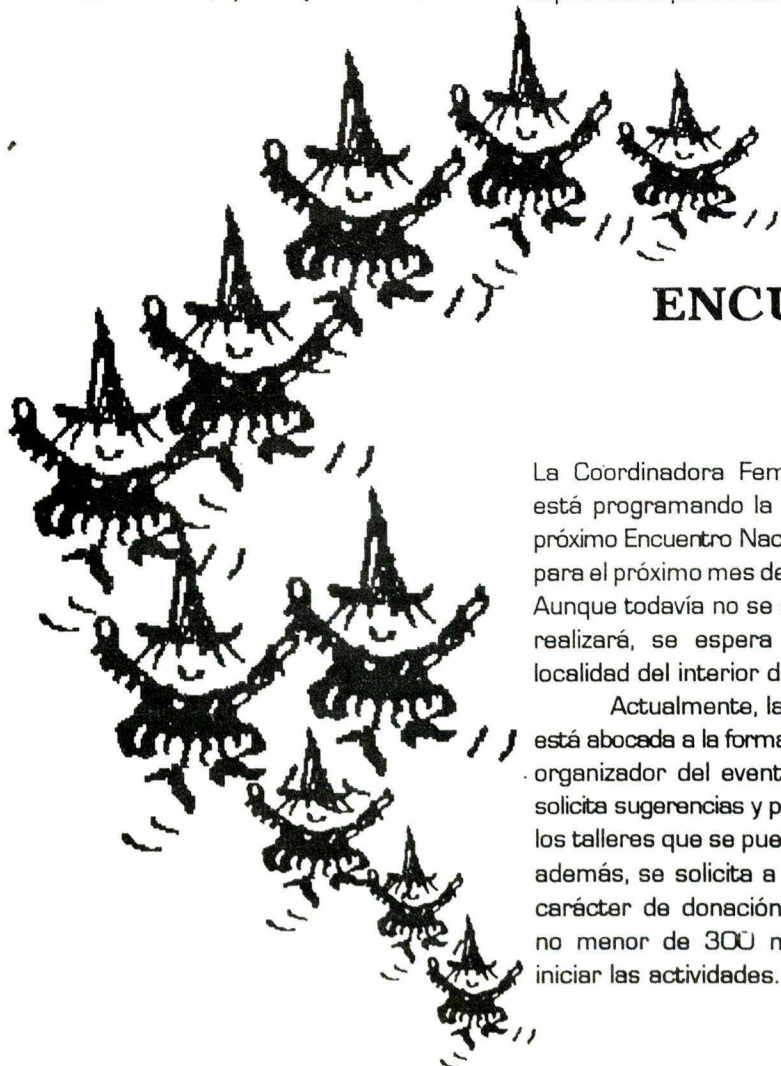 ENCU
La Coordinadora Fem
está programando la
próximo Encuentro Nac
para el próximo mes de
Aunque todavía no se
realizará, se espera
localidad del interior d
Actualmente, la
está abocada a la forma
organizador del event
solicita sugerencias y p
los talleres que se pue
además, se solicita a
carácter de donación
no menor de 300 m
iniciar las actividades.